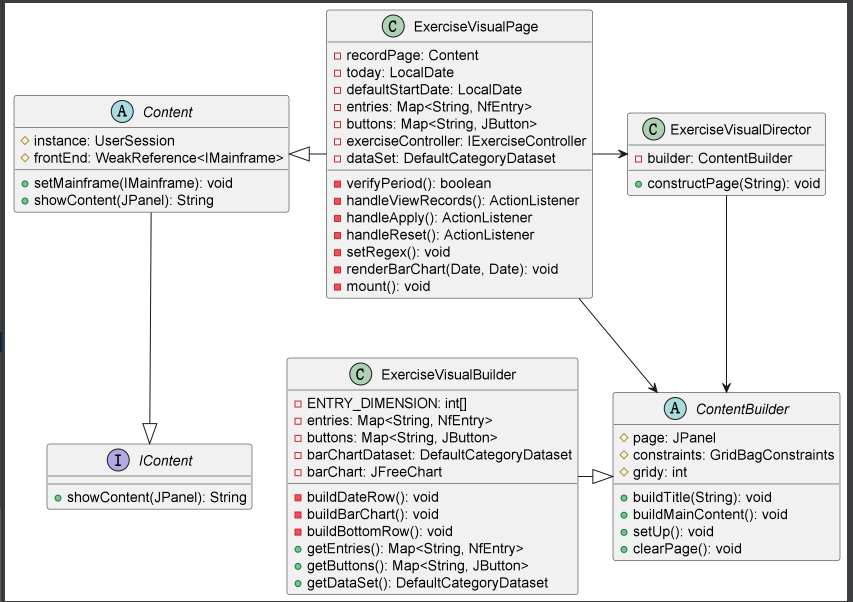 C ExerciseVisualPage
recordPage: Content
today: LocalDate
defaultStartDate: LocalDate
entries: Map<String, NfEntry>
buttons: Map<String, JButton>
exerciseController: IExerciseController
dataSet: DefaultCategoryDataset
verifyPeriod(): boolean
handleViewRecords(): ActionListener
handleApply(): ActionListener
handleReset(): ActionListener
setRegex(): void
renderBarChart(Date, Date): void
mount(): void
A Content
instance: UserSession
frontEnd: WeakReference<IMainframe>
setMainframe(IMainframe): void
showContent(JPanel): String
C ExerciseVisualDirector
builder: ContentBuilder
constructPage(String): void
C ExerciseVisualBuilder
ENTRY_DIMENSION: int[]
entries: Map<String, NfEntry>
buttons: Map<String, JButton>
barChartDataset: DefaultCategoryDataset
barChart: JFreeChart
buildDateRow(): void
buildBarChart(): void
buildBottomRow(): void
getEntries(): Map<String, NfEntry>
getButtons(): Map<String, JButton>
getDataSet(): DefaultCategoryDataset
A ContentBuilder
page: JPanel
constraints: GridBagConstraints
gridy: int
buildTitle(String): void
buildMainContent(): void
setUp(): void
clearPage(): void
I IContent
showContent(JPanel): String